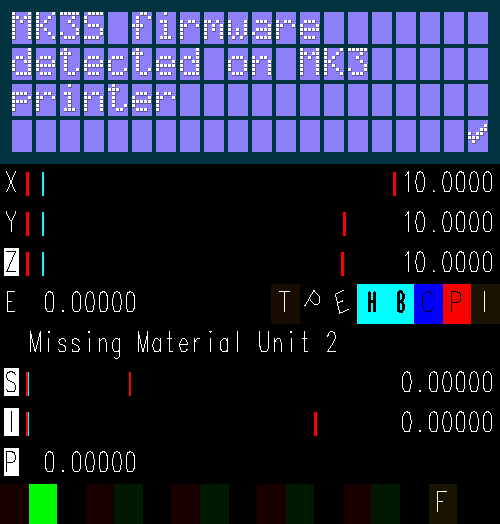 MK3S firmware
detected on MK3
printer
X 10.0000
Y 10.0000
Z 10.0000
E 0.00000 T P E H B C P I
Missing Material Unit 2
S 0.00000
I 0.00000
P 0.00000
F